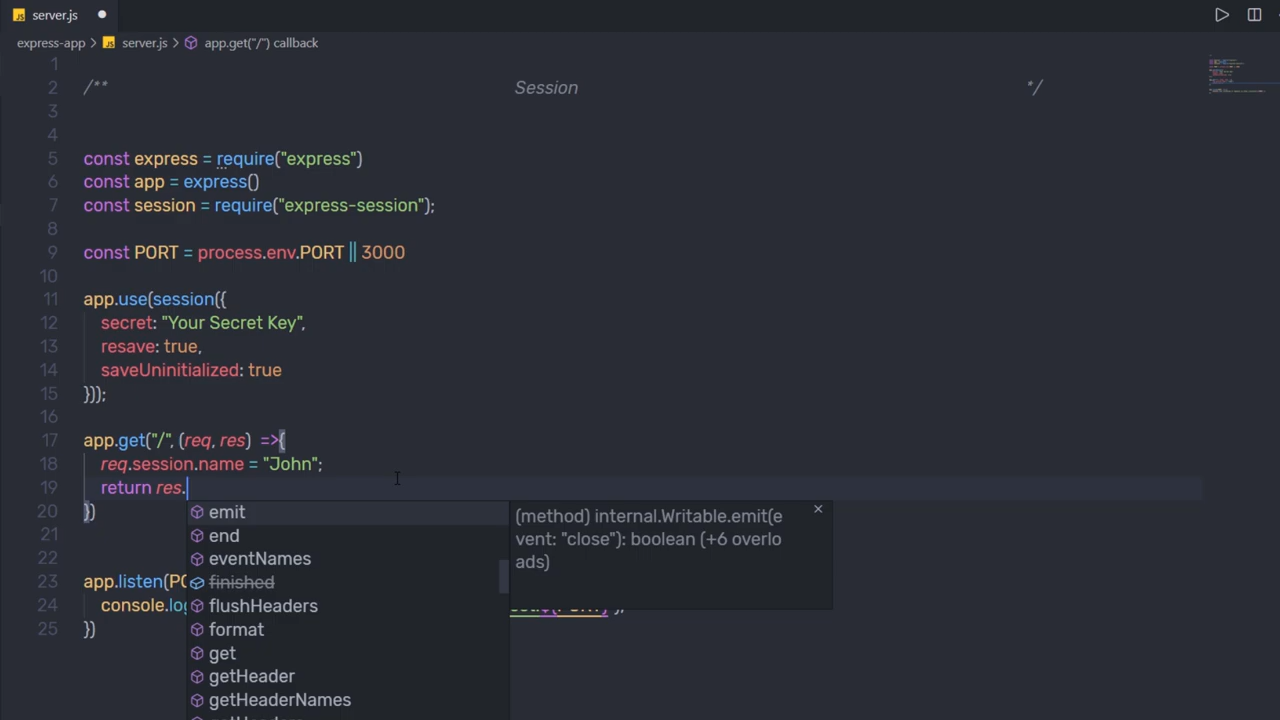 JS server.js
express-app > JS server.js > app.get("/") callback
1
2 /** Session */
3
4
5 const express = require("express")
6 const app = express()
7 const session = require("express-session");
8
9 const PORT = process.env.PORT || 3000
10
11 app.use(session({
12 secret: "Your Secret Key",
13 resave: true,
14 saveUninitialized: true
15 }));
16
17 app.get("/", (req, res) =>{
18 req.session.name = "John";
19 return res.
20 })
21
22
23 app.listen(PO
24 console.log
25 })
emit
end
eventNames
finished
flushHeaders
format
get
getHeader
getHeaderNames
(method) internal.Writable.emit(e
vent: "close"): boolean (+6 overlo
ads)